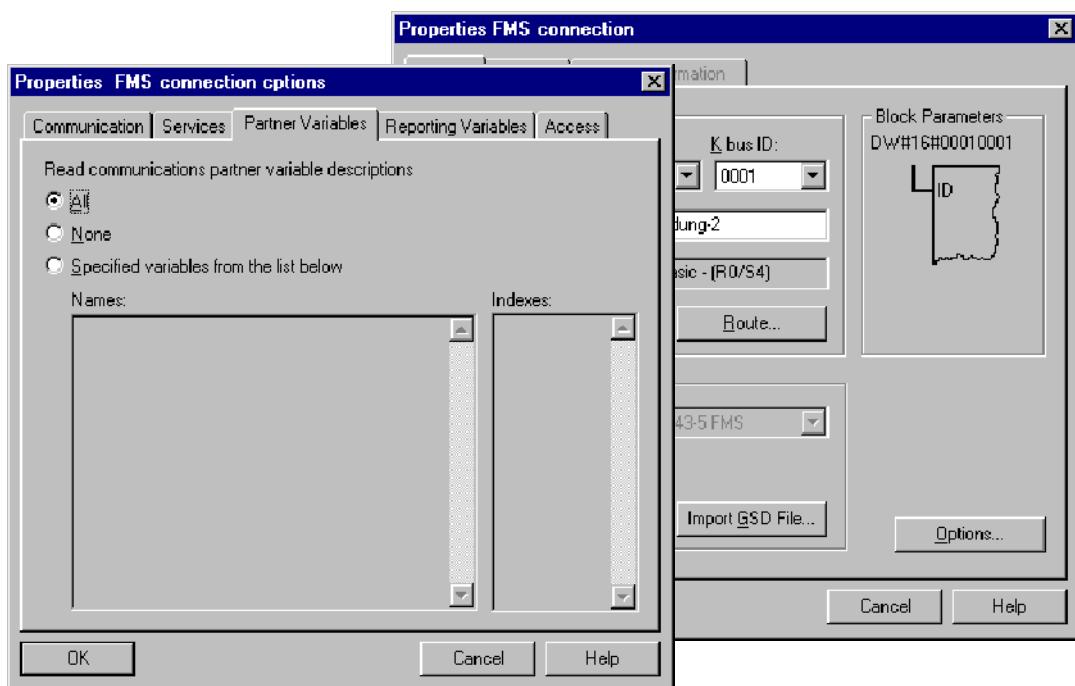 Properties FMS connection
Properties FMS connection cptions
Communication
Services
Partner Variables
Reporting Variables
Access
Read communications partner variable descriptions
All
None
Specified variables from the list below
Names:
Indexes:
OK
Cancel
Help
K bus ID:
0001
dung-2
sic - (R0/S4)
Route...
43-5 FMS
Import GSD File...
Block Parameters
DW#16#00010001
ID
Options...
Cancel
Help